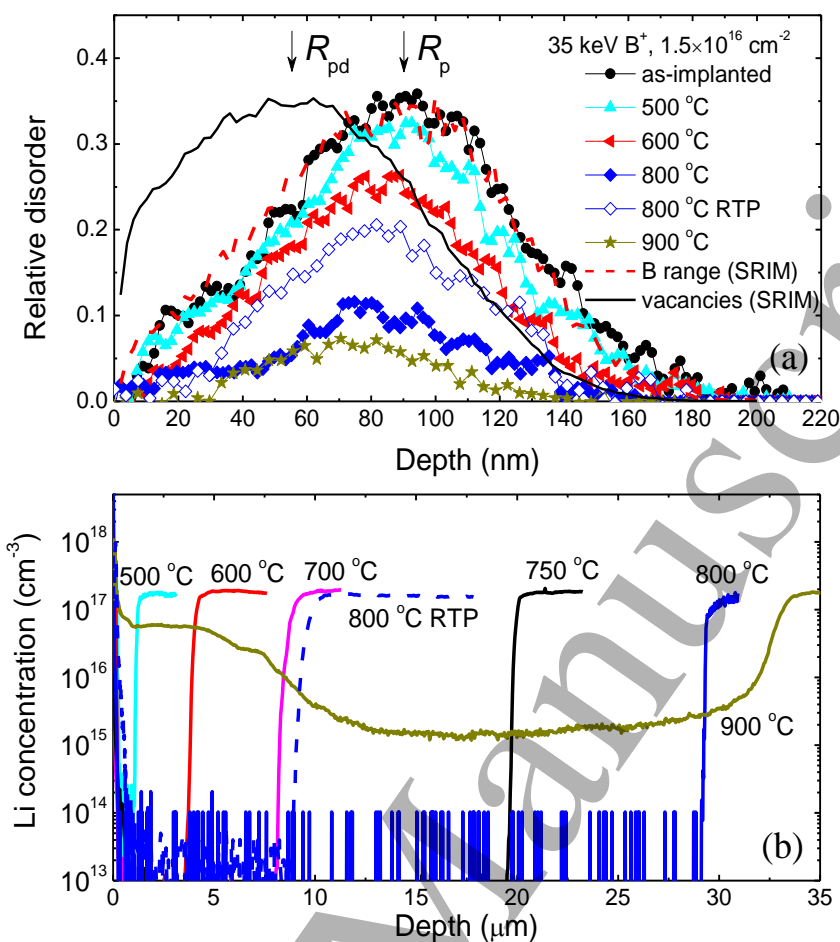 35 keV B⁺, 1.5×10¹⁶ cm⁻²
R_pd
R_p
as-implanted
500 °C
600 °C
800 °C
800 °C RTP
900 °C
B range (SRIM)
vacancies (SRIM)
0.4
0.3
0.2
0.1
0.0
Relative disorder
(a)
0 20 40 60 80 100 120 140 160 180 200 220
Depth (nm)
10¹⁸
10¹⁷
10¹⁶
10¹⁵
10¹⁴
10¹³
Li concentration (cm⁻³)
500 °C 600 °C 700 °C 750 °C 800 °C
800 °C RTP
900 °C
(b)
0 5 10 15 20 25 30 35
Depth (μm)
Manuscri